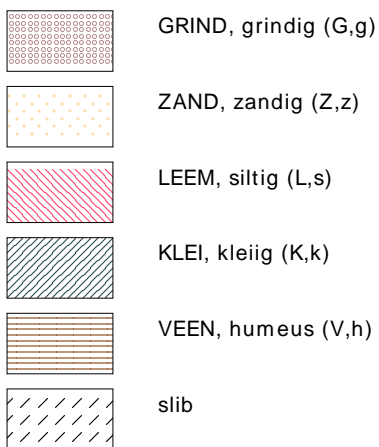 GRIND, grindig (G,g)
ZAND, zandig (Z,z)
LEEM, siltig (L,s)
KLEI, kleiig (K,k)
VEEN, humeus (V,h)
slib